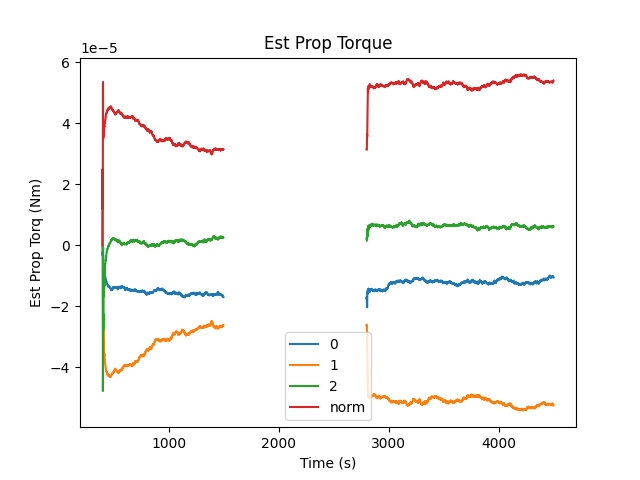 Est Prop Torque
1e−5
6
4
2
0
−2
−4
Est Prop Torq (Nm)
0
1
2
norm
1000
2000
3000
4000
Time (s)